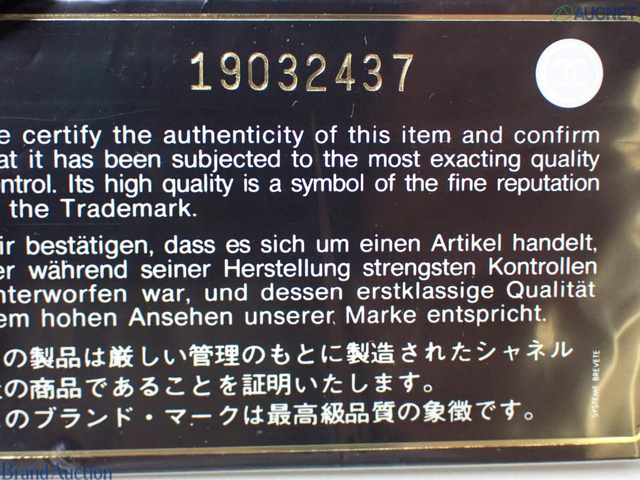 AUCNET
19032437
e certify the authenticity of this item and confirm
at it has been subjected to the most exacting quality
ntrol. Its high quality is a symbol of the fine reputation
the Trademark.
ir bestätigen, dass es sich um einen Artikel handelt,
er während seiner Herstellung strengsten Kontrollen
nterworfen war, und dessen erstklassige Qualität
em hohen Ansehen unserer Marke entspricht.
の製品は厳しい管理のもとに製造されたシャネル
の商品であることを証明いたします。
のブランド・マークは最高級品質の象徴です。
SYSTEME BREVETE
Brand Auction